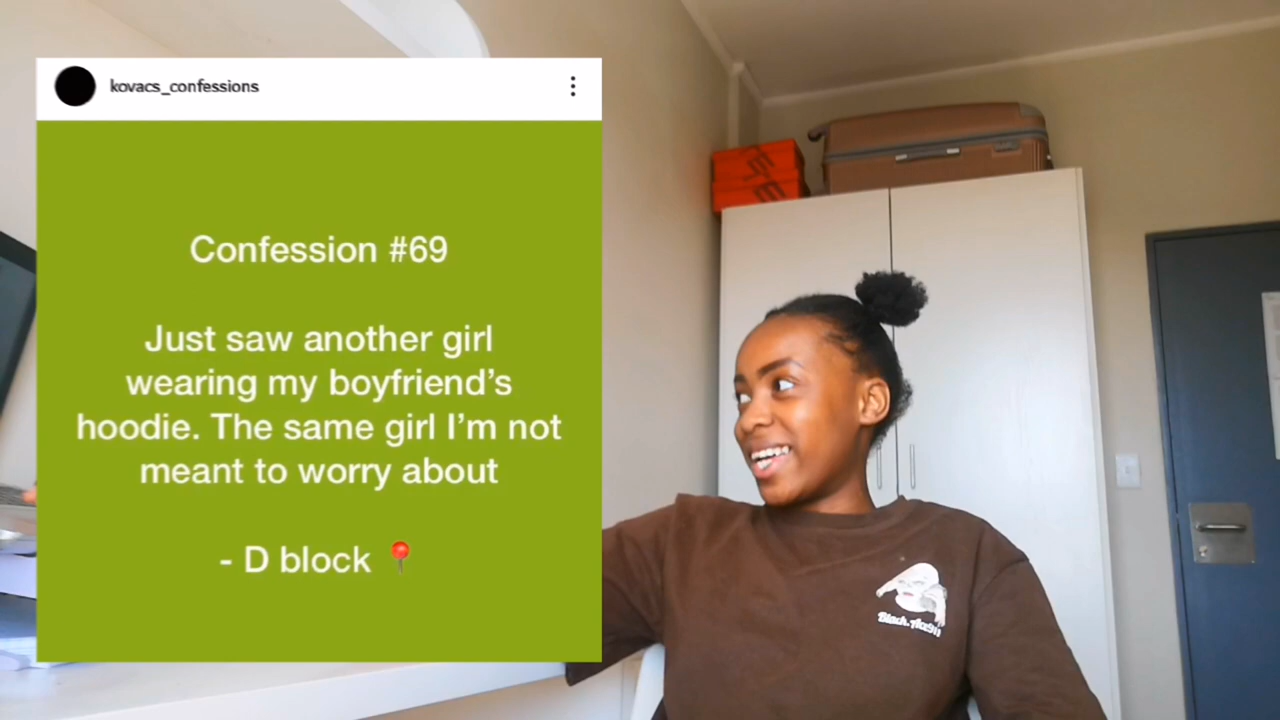 kovacs_confessions
Confession #69
Just saw another girl
wearing my boyfriend’s
hoodie. The same girl I’m not
meant to worry about
- D block 📍